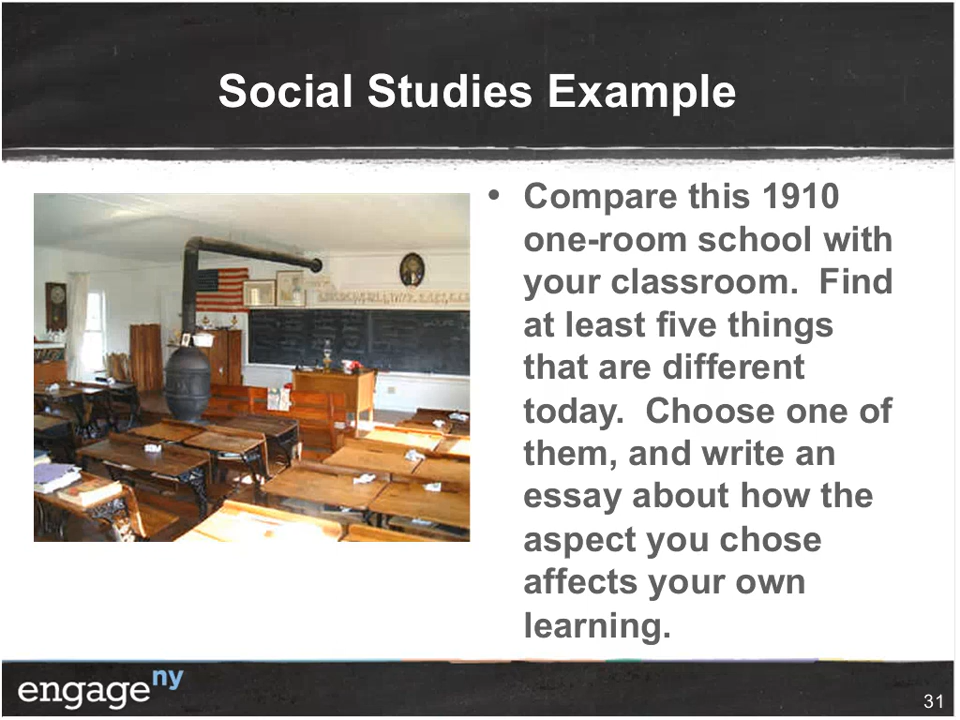 Social Studies Example
• Compare this 1910
one-room school with
your classroom.  Find
at least five things
that are different
today.  Choose one of
them, and write an
essay about how the
aspect you chose
affects your own
learning.
engageny
31